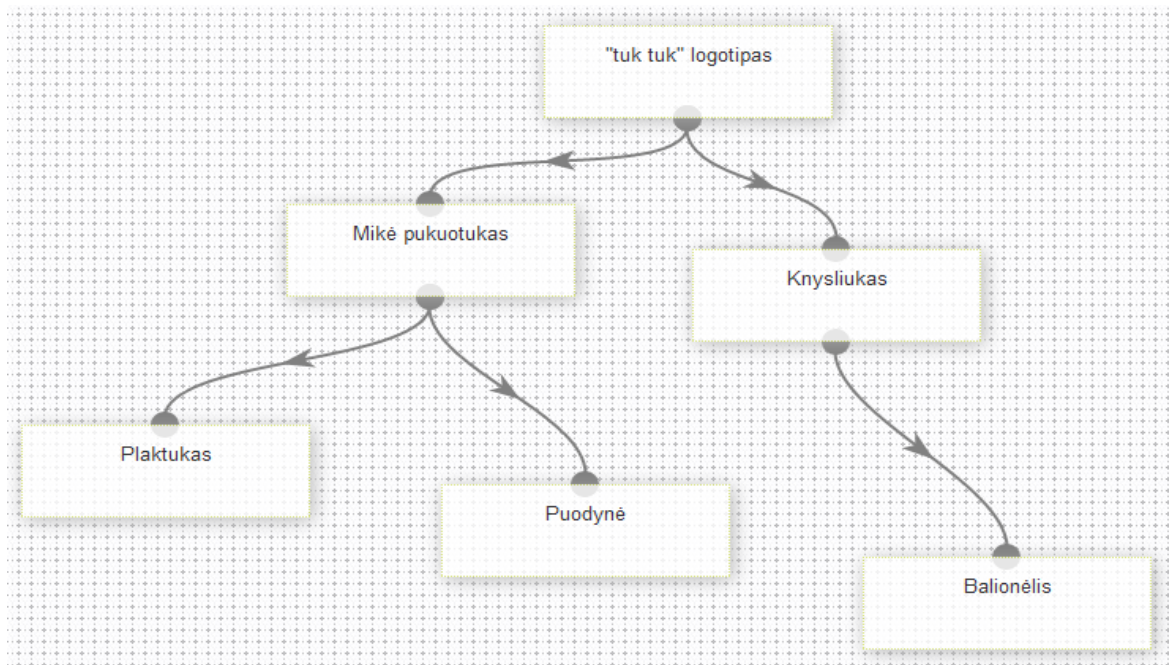 "tuk tuk" logotipas
Mikė pukuotukas
Knysliukas
Plaktukas
Puodynė
Balionėlis